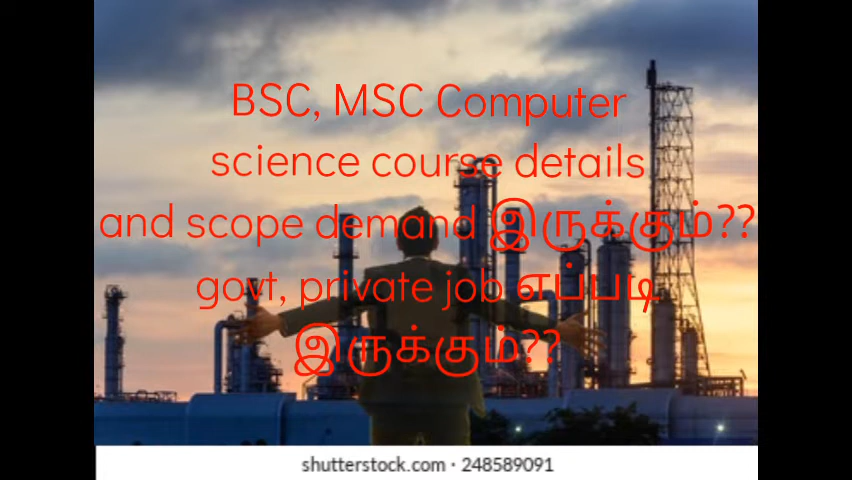 BSC, MSC Computer
science course details
and scope demand இருக்கும்??
govt, private job எப்படி
இருக்கும்??
shutterstock.com · 248589091